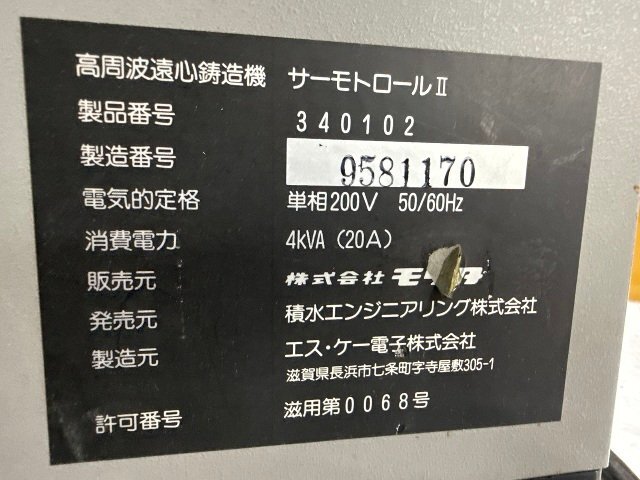 高周波遠心鋳造機 サーモトロールⅡ
製品番号 340102
製造番号 9581170
電気的定格 単相200V 50/60Hz
消費電力 4kVA（20A）
販売元 株式会社
発売元 積水エンジニアリング株式会社
製造元 エス・ケー電子株式会社
滋賀県長浜市七条町字寺屋敷305-1
許可番号 滋用第0068号